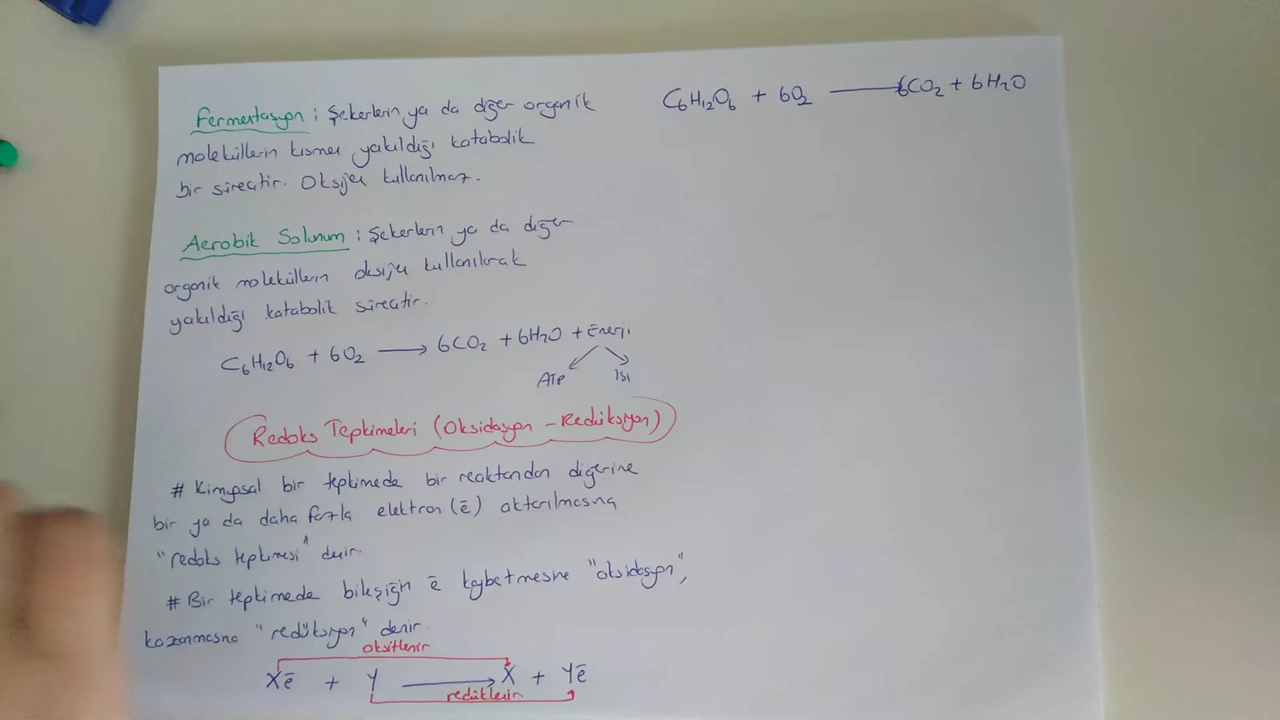 Fermentasyon : Şekerlerin ya da diğer organik
moleküllerin kısmen yakıldığı katabolik
bir süreçtir. Oksijen kullanılmaz.
Aerobik Solunum : Şekerlerin ya da diğer
organik moleküllerin oksijen kullanılarak
yakıldığı katabolik süreçtir.
C₆H₁₂O₆ + 6O₂ → 6CO₂ + 6H₂O + Enerji
ATP Isı
Redoks Tepkimeleri (Oksidasyon - Redüksiyon)
# Kimyasal bir tepkimede bir reaktandan diğerine
bir ya da daha fazla elektron (ē) aktarılmasına
"redoks tepkimesi" denir.
# Bir tepkimede bileşiğin ē kaybetmesine "oksidasyon",
kazanmasına "redüksiyon" denir.
oksitlenir
Xē + Y → X + Yē
redüklenir
C₆H₁₂O₆ + 6O₂ → 6CO₂ + 6H₂O